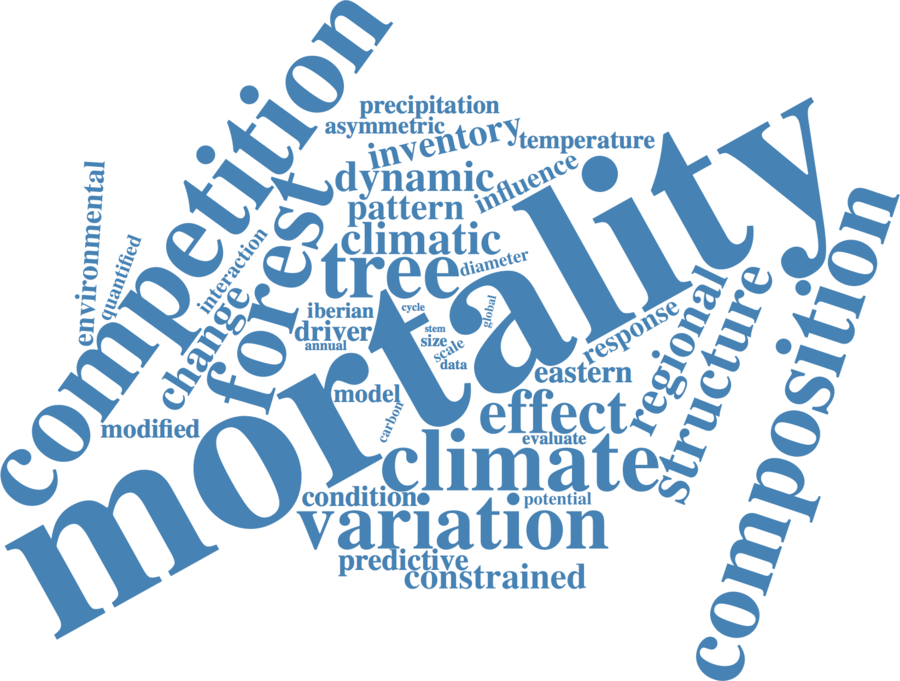 precipitation
asymmetric
inventory
temperature
competition
environmental
quantified
interaction
change
forest
dynamic
influence
pattern
climatic
tree
diameter
mortality
iberian
cycle
global
driver
stem
annual
size
scale
data
response
regional
structure
composition
eastern
model
carbon
modified
effect
evaluate
climate
condition
potential
variation
predictive
constrained